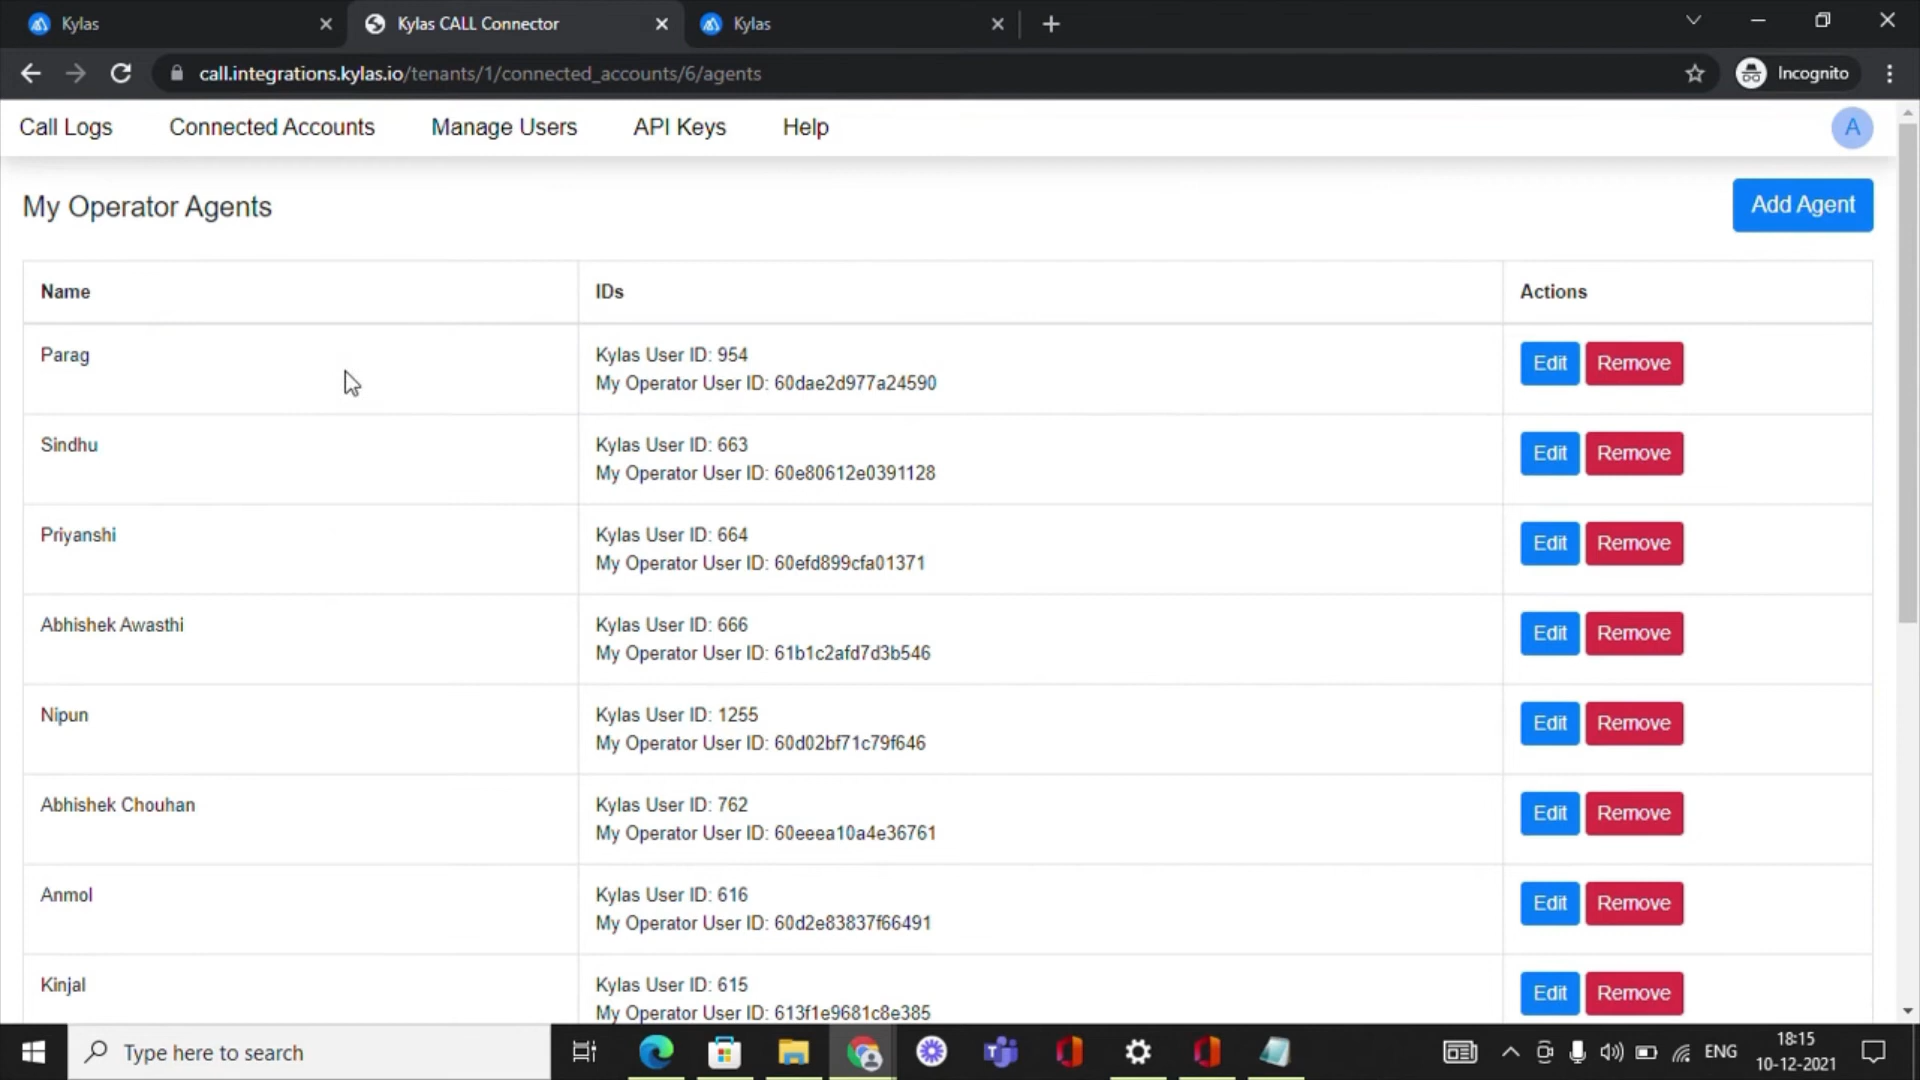 Kylas
Kylas CALL Connector
Kylas
call.integrations.kylas.io/tenants/1/connected_accounts/6/agents
Incognito
Call Logs
Connected Accounts
Manage Users
API Keys
Help
A
My Operator Agents
Add Agent
Name
IDs
Actions
Parag
Kylas User ID: 954
My Operator User ID: 60dae2d977a24590
Edit
Remove
Sindhu
Kylas User ID: 663
My Operator User ID: 60e80612e0391128
Edit
Remove
Priyanshi
Kylas User ID: 664
My Operator User ID: 60efd899cfa01371
Edit
Remove
Abhishek Awasthi
Kylas User ID: 666
My Operator User ID: 61b1c2afd7d3b546
Edit
Remove
Nipun
Kylas User ID: 1255
My Operator User ID: 60d02bf71c79f646
Edit
Remove
Abhishek Chouhan
Kylas User ID: 762
My Operator User ID: 60eeea10a4e36761
Edit
Remove
Anmol
Kylas User ID: 616
My Operator User ID: 60d2e83837f66491
Edit
Remove
Kinjal
Kylas User ID: 615
My Operator User ID: 613f1e9681c8e385
Edit
Remove
Type here to search
ENG
18:15
10-12-2021